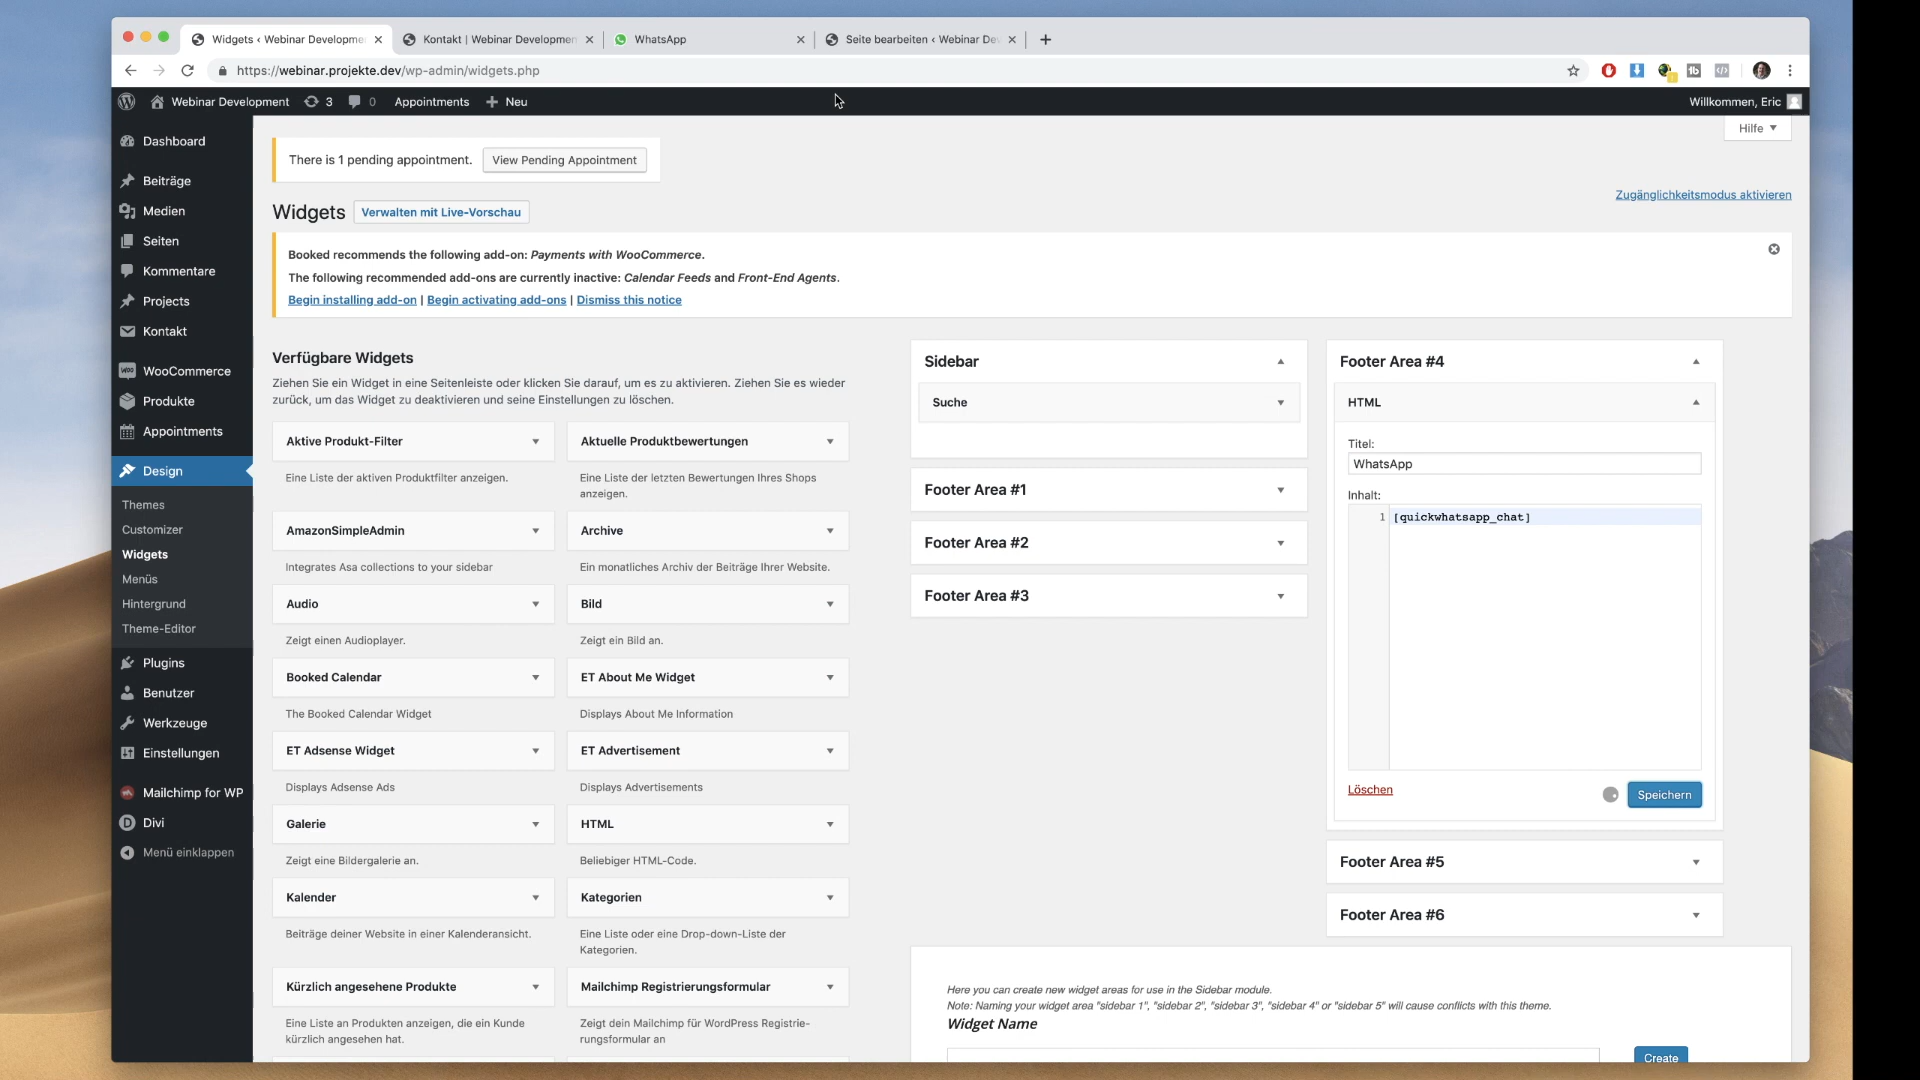 Widgets ‹ Webinar Developme
Kontakt | Webinar Developmen
WhatsApp
Seite bearbeiten ‹ Webinar De
https://webinar.projekte.dev/wp-admin/widgets.php
Webinar Development
3
0
Appointments
Neu
Willkommen, Eric
Hilfe
Dashboard
Beiträge
Medien
Seiten
Kommentare
Projects
Kontakt
WooCommerce
Produkte
Appointments
Design
Themes
Customizer
Widgets
Menüs
Hintergrund
Theme-Editor
Plugins
Benutzer
Werkzeuge
Einstellungen
Mailchimp for WP
Divi
Menü einklappen
There is 1 pending appointment.
View Pending Appointment
Zugänglichkeitsmodus aktivieren
Widgets
Verwalten mit Live-Vorschau
Booked recommends the following add-on: Payments with WooCommerce.
The following recommended add-ons are currently inactive: Calendar Feeds and Front-End Agents.
Begin installing add-on | Begin activating add-ons | Dismiss this notice
Verfügbare Widgets
Ziehen Sie ein Widget in eine Seitenleiste oder klicken Sie darauf, um es zu aktivieren. Ziehen Sie es wieder
zurück, um das Widget zu deaktivieren und seine Einstellungen zu löschen.
Aktive Produkt-Filter
Eine Liste der aktiven Produktfilter anzeigen.
Aktuelle Produktbewertungen
Eine Liste der letzten Bewertungen Ihres Shops
anzeigen.
AmazonSimpleAdmin
Integrates Asa collections to your sidebar
Archive
Ein monatliches Archiv der Beiträge Ihrer Website.
Audio
Zeigt einen Audioplayer.
Bild
Zeigt ein Bild an.
Booked Calendar
The Booked Calendar Widget
ET About Me Widget
Displays About Me Information
ET Adsense Widget
Displays Adsense Ads
ET Advertisement
Displays Advertisements
Galerie
Zeigt eine Bildergalerie an.
HTML
Beliebiger HTML-Code.
Kalender
Beiträge deiner Website in einer Kalenderansicht.
Kategorien
Eine Liste oder eine Drop-down-Liste der
Kategorien.
Kürzlich angesehene Produkte
Eine Liste an Produkten anzeigen, die ein Kunde
kürzlich angesehen hat.
Mailchimp Registrierungsformular
Zeigt dein Mailchimp für WordPress Registrie-
rungsformular an
Sidebar
Suche
Footer Area #1
Footer Area #2
Footer Area #3
Footer Area #4
HTML
Titel:
WhatsApp
Inhalt:
1 [quickwhatsapp_chat]
Löschen
Speichern
Footer Area #5
Footer Area #6
Here you can create new widget areas for use in the Sidebar module.
Note: Naming your widget area "sidebar 1", "sidebar 2", "sidebar 3", "sidebar 4" or "sidebar 5" will cause conflicts with this theme.
Widget Name
Create